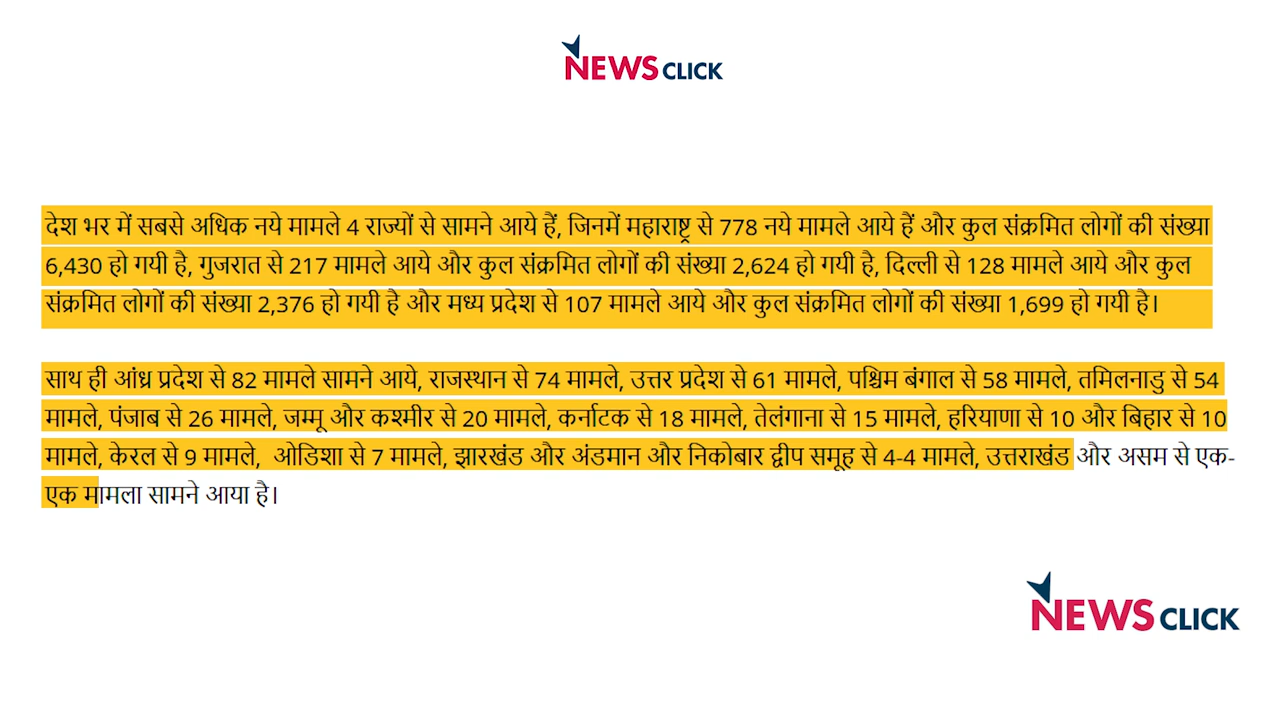 NEWS CLICK
देश भर में सबसे अधिक नये मामले 4 राज्यों से सामने आये हैं, जिनमें महाराष्ट्र से 778 नये मामले आये हैं और कुल संक्रमित लोगों की संख्या
6,430 हो गयी है, गुजरात से 217 मामले आये और कुल संक्रमित लोगों की संख्या 2,624 हो गयी है, दिल्ली से 128 मामले आये और कुल
संक्रमित लोगों की संख्या 2,376 हो गयी है और मध्य प्रदेश से 107 मामले आये और कुल संक्रमित लोगों की संख्या 1,699 हो गयी है।
साथ ही आंध्र प्रदेश से 82 मामले सामने आये, राजस्थान से 74 मामले, उत्तर प्रदेश से 61 मामले, पश्चिम बंगाल से 58 मामले, तमिलनाडु से 54
मामले, पंजाब से 26 मामले, जम्मू और कश्मीर से 20 मामले, कर्नाटक से 18 मामले, तेलंगाना से 15 मामले, हरियाणा से 10 और बिहार से 10
मामले, केरल से 9 मामले, ओडिशा से 7 मामले, झारखंड और अंडमान और निकोबार द्वीप समूह से 4-4 मामले, उत्तराखंड और असम से एक-
एक मामला सामने आया है।
NEWS CLICK